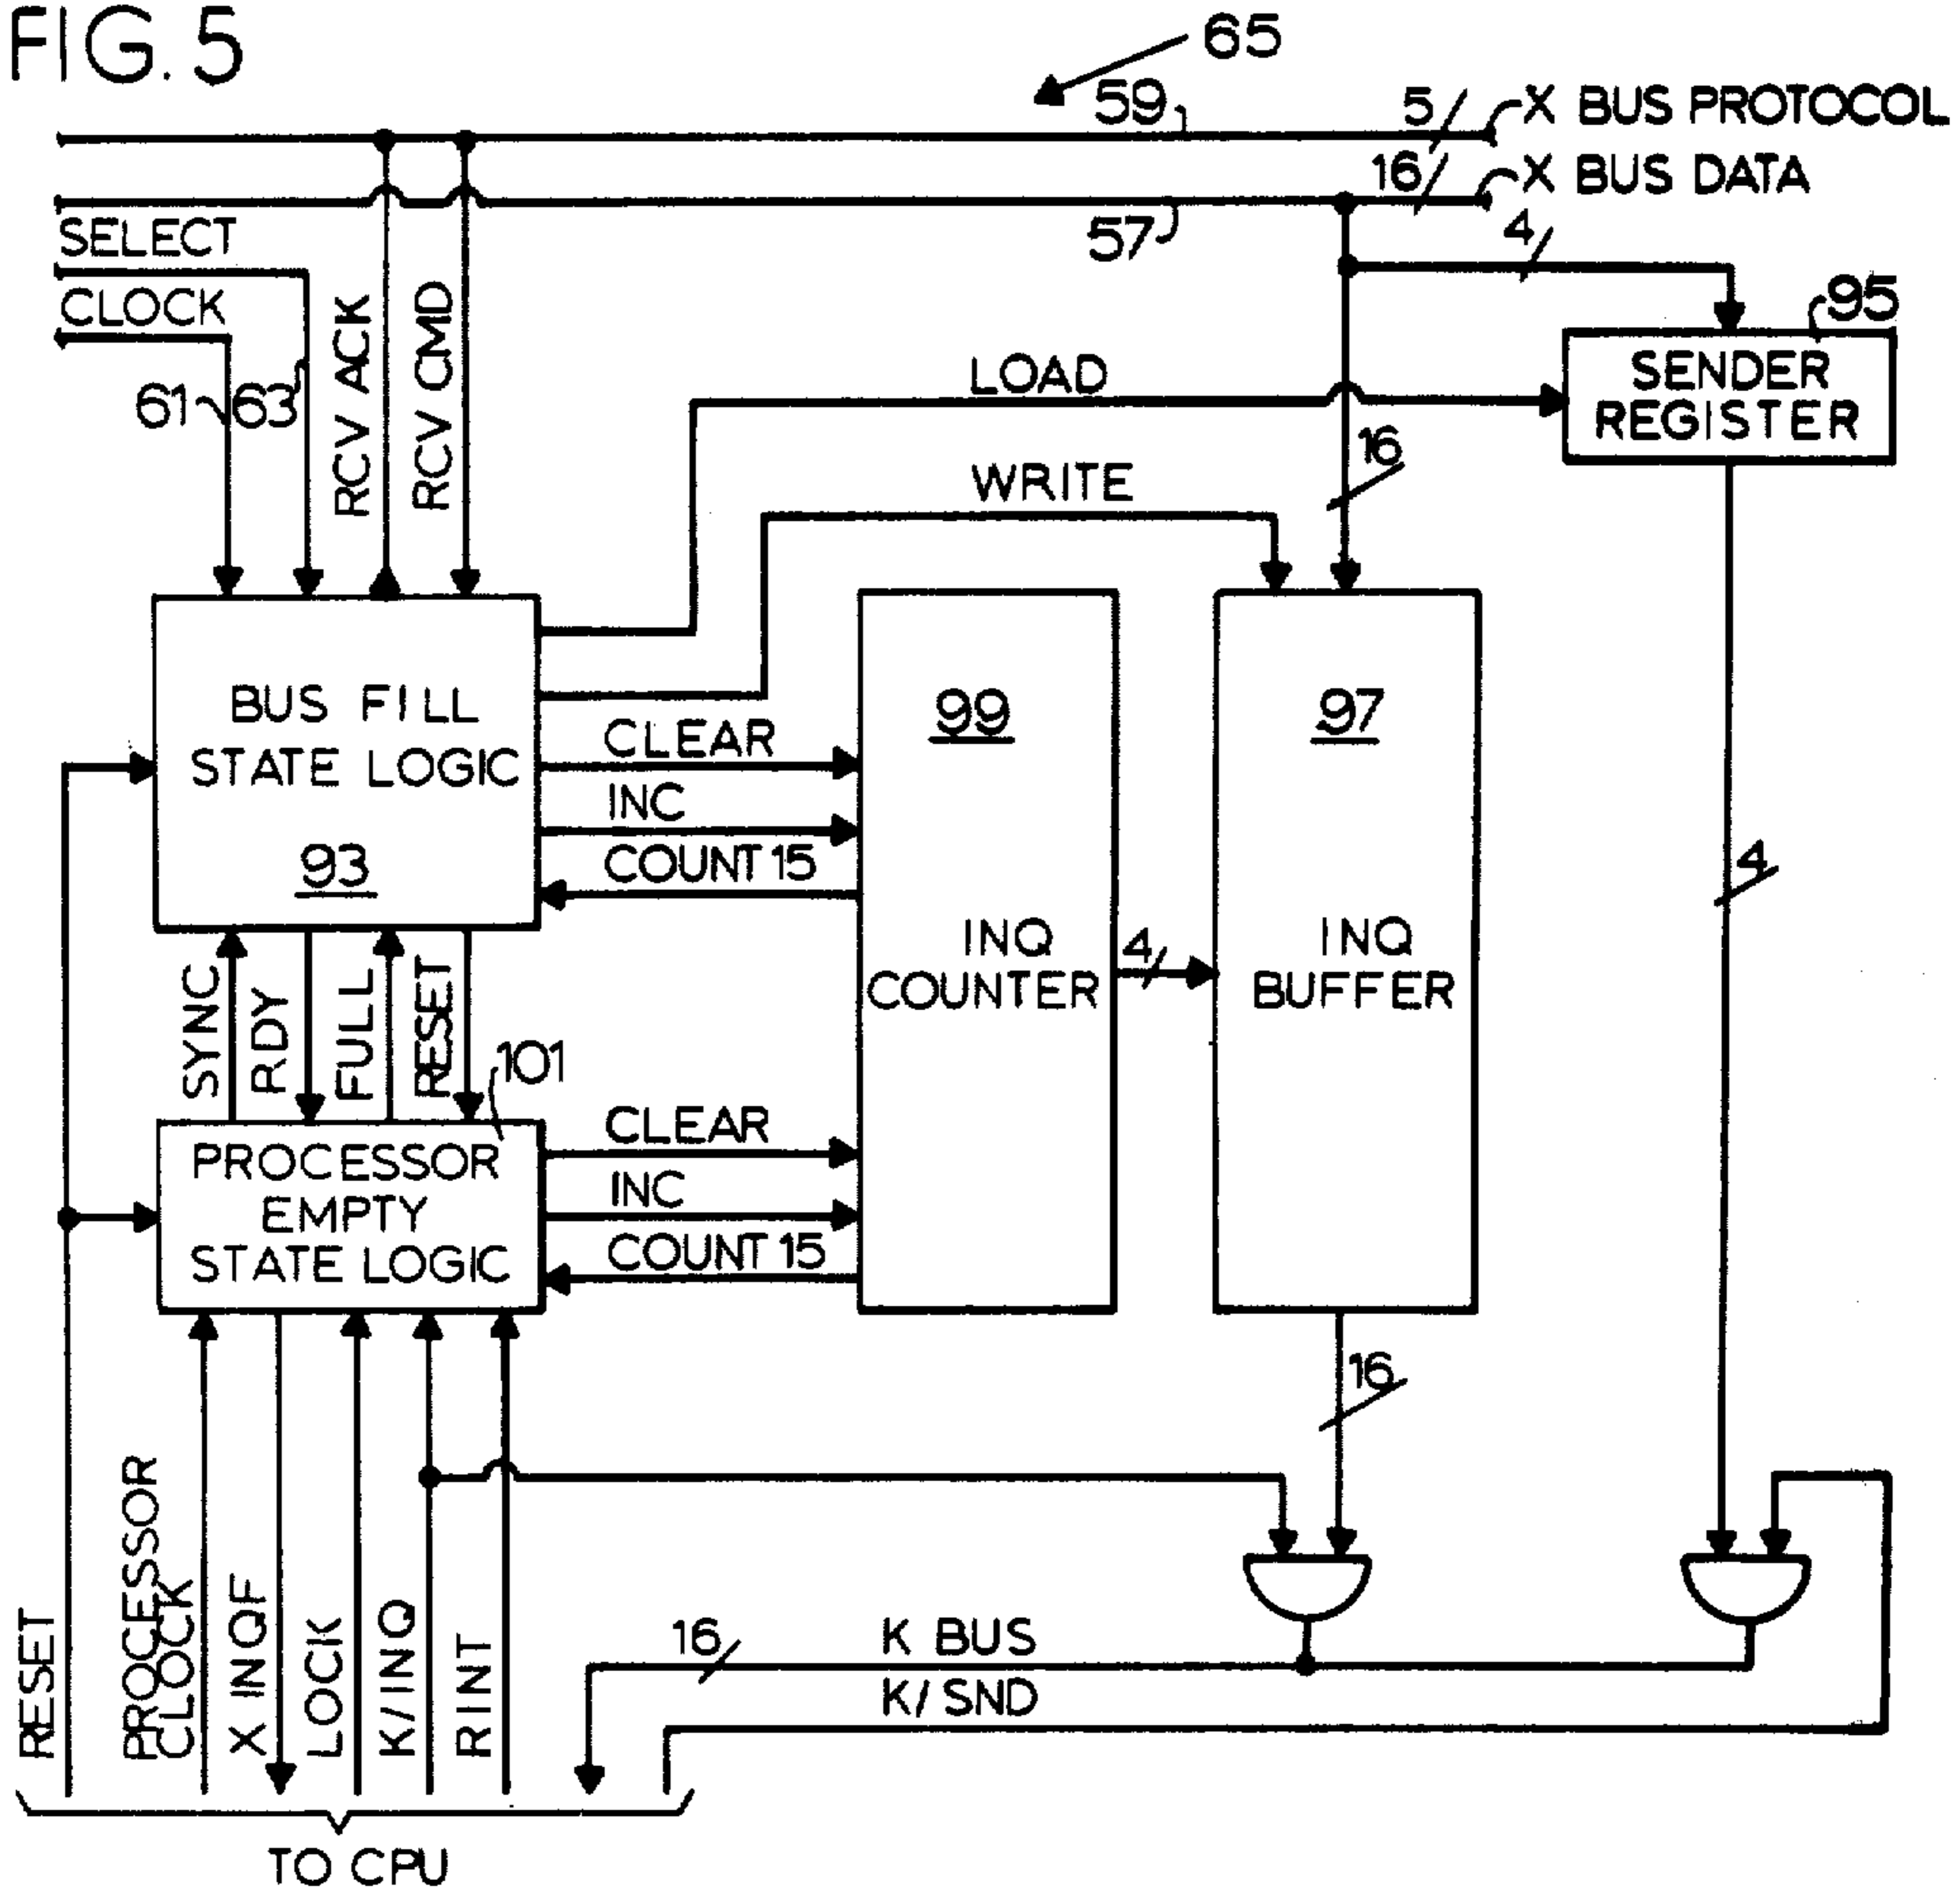 FIG. 5
65
59
5
X BUS PROTOCOL
16
X BUS DATA
SELECT
57
4
CLOCK
95
RCV ACK
RCV CMD
61
63
LOAD
SENDER
REGISTER
16
WRITE
BUS FILL
STATE LOGIC
93
99
97
CLEAR
INC
COUNT 15
INQ
COUNTER
4
INQ
BUFFER
4
SYNC
RDY
FULL
RESET
101
PROCESSOR
EMPTY
STATE LOGIC
CLEAR
INC
COUNT 15
16
RESET
PROCESSOR
CLOCK
X INQF
LOCK
K/INQ
RINT
16
K BUS
K/SND
TO CPU